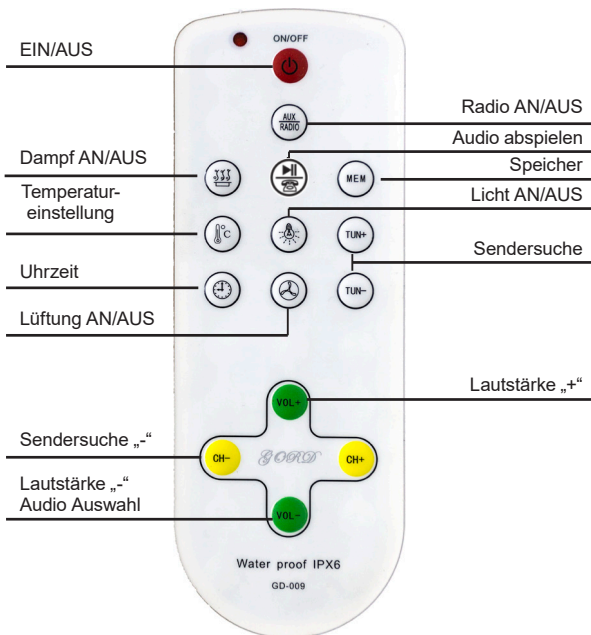 ON/OFF
EIN/AUS
AUX
RADIO
Radio AN/AUS
Audio abspielen
Dampf AN/AUS
MEM
Speicher
Temperatur-
einstellung
Licht AN/AUS
°C
TUN+
Sendersuche
Uhrzeit
TUN−
Lüftung AN/AUS
Lautstärke „+“
VOL+
Sendersuche „-“
CH−
GORD
CH+
Lautstärke „-“
Audio Auswahl
VOL−
Water proof IPX6
GD-009